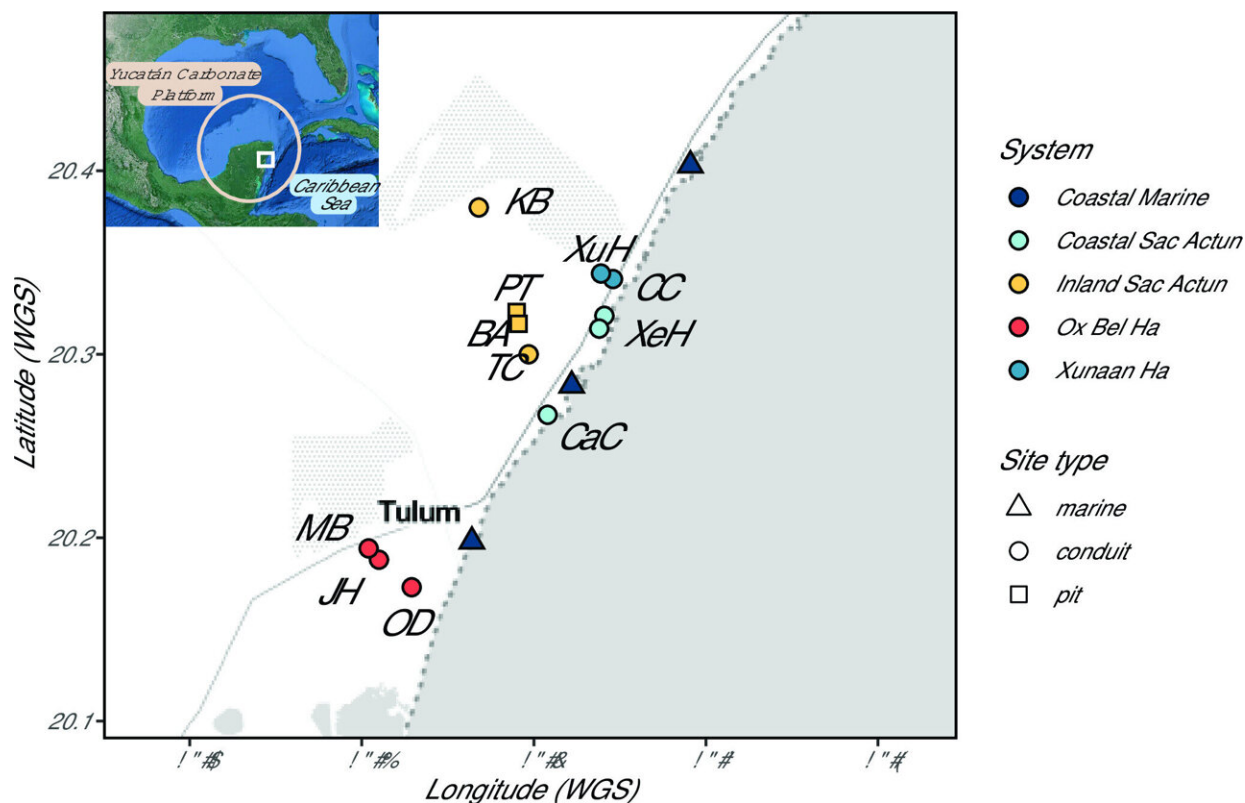 Yucatán Carbonate
Platform
Caribbean
Sea
20.4
20.3
20.2
20.1
Latitude (WGS)
KB
XuH
CC
PT
BA
XeH
TC
CaC
Tulum
MB
JH
OD
Longitude (WGS)
System
Coastal Marine
Coastal Sac Actun
Inland Sac Actun
Ox Bel Ha
Xunaan Ha
Site type
marine
conduit
pit